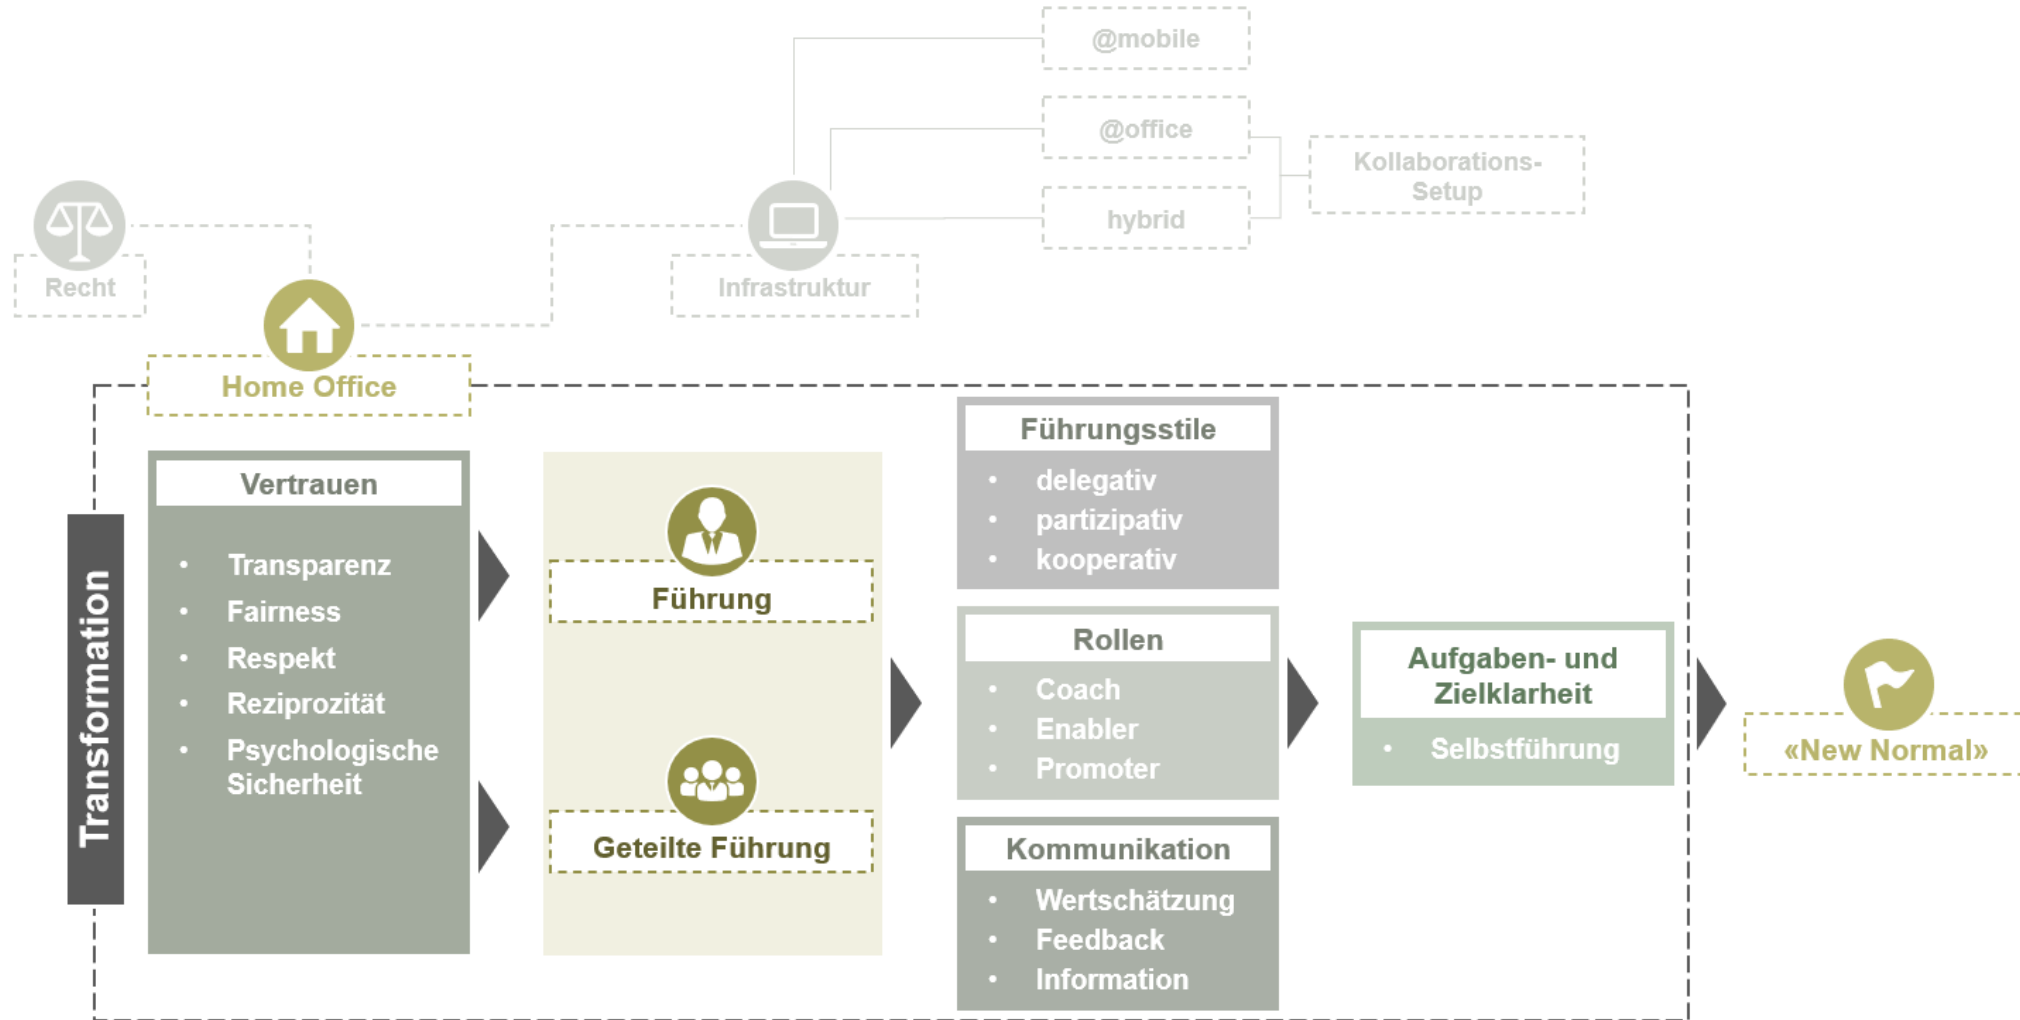 @mobile
@office
hybrid
Kollaborations-
Setup
Recht
Infrastruktur
Home Office
Transformation
Vertrauen
• Transparenz
• Fairness
• Respekt
• Reziprozität
• Psychologische
Sicherheit
Führung
Geteilte Führung
Führungsstile
• delegativ
• partizipativ
• kooperativ
Rollen
• Coach
• Enabler
• Promoter
Kommunikation
• Wertschätzung
• Feedback
• Information
Aufgaben- und
Zielklarheit
• Selbstführung
«New Normal»